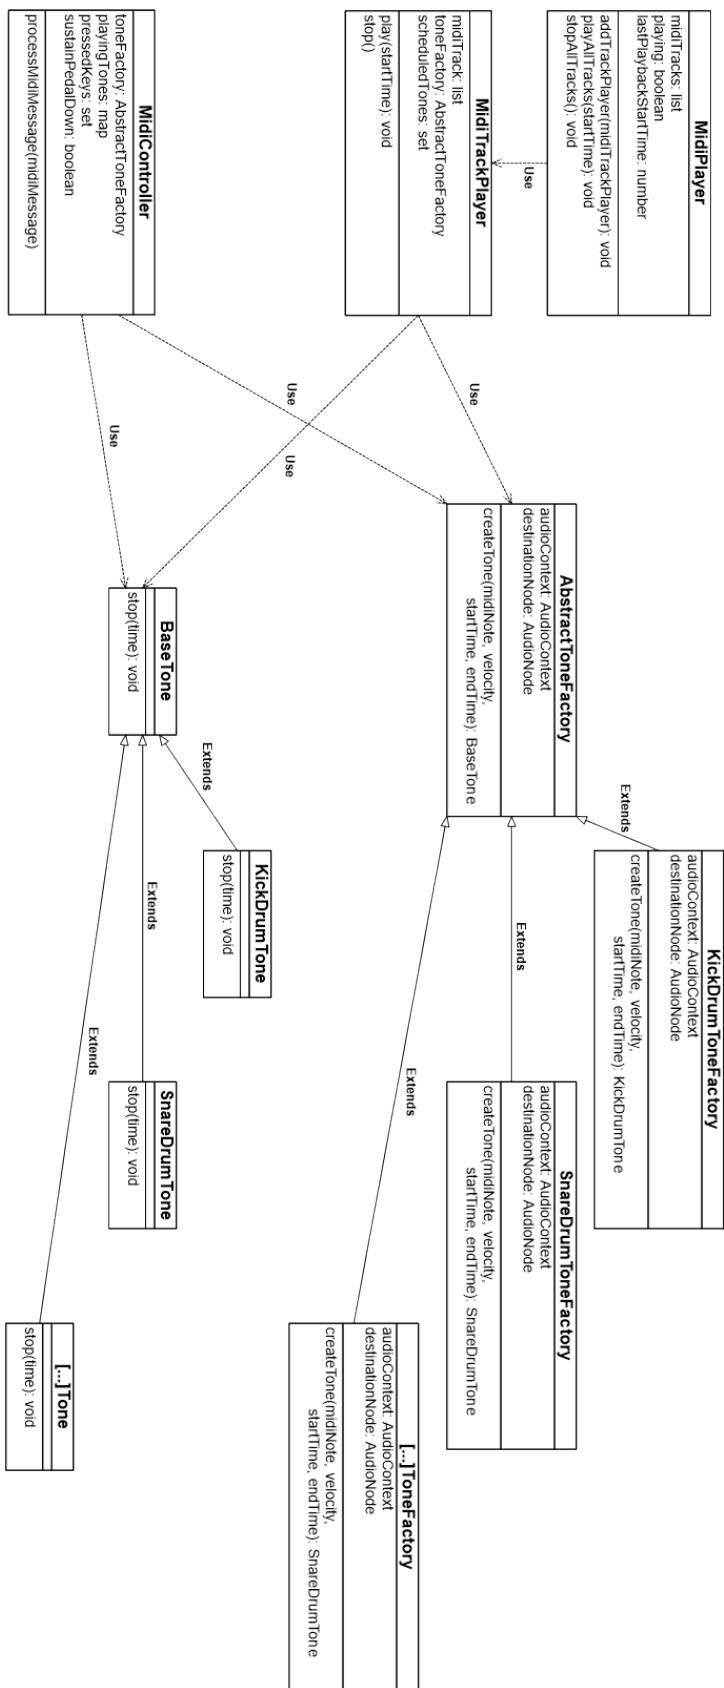 MidiPlayer
midiTracks: list
playing: boolean
lastPlaybackStartTime: number
addTrackPlayer(midiTrackPlayer): void
playAllTracks(startTime): void
stopAllTracks(): void
Use
MidiTrackPlayer
midiTrack: list
toneFactory: AbstractToneFactory
scheduledTones: set
play(startTime): void
stop()
MidiController
toneFactory: AbstractToneFactory
playingTones: map
pressedKeys: set
sustainPedalDown: boolean
processMidiMessage(midiMessage)
Use
Use
Use
Use
AbstractToneFactory
audioContext: AudioContext
destinationNode: AudioNode
createTone(midiNote, velocity,
startTime, endTime): BaseTone
BaseTone
stop(time): void
Extends
Extends
Extends
Extends
Extends
Extends
KickDrumToneFactory
audioContext: AudioContext
destinationNode: AudioNode
createTone(midiNote, velocity,
startTime, endTime): KickDrumTone
KickDrumTone
stop(time): void
SnareDrumToneFactory
audioContext: AudioContext
destinationNode: AudioNode
createTone(midiNote, velocity,
startTime, endTime): SnareDrumTone
SnareDrumTone
stop(time): void
[...]ToneFactory
audioContext: AudioContext
destinationNode: AudioNode
createTone(midiNote, velocity,
startTime, endTime): SnareDrumTone
[...]Tone
stop(time): void